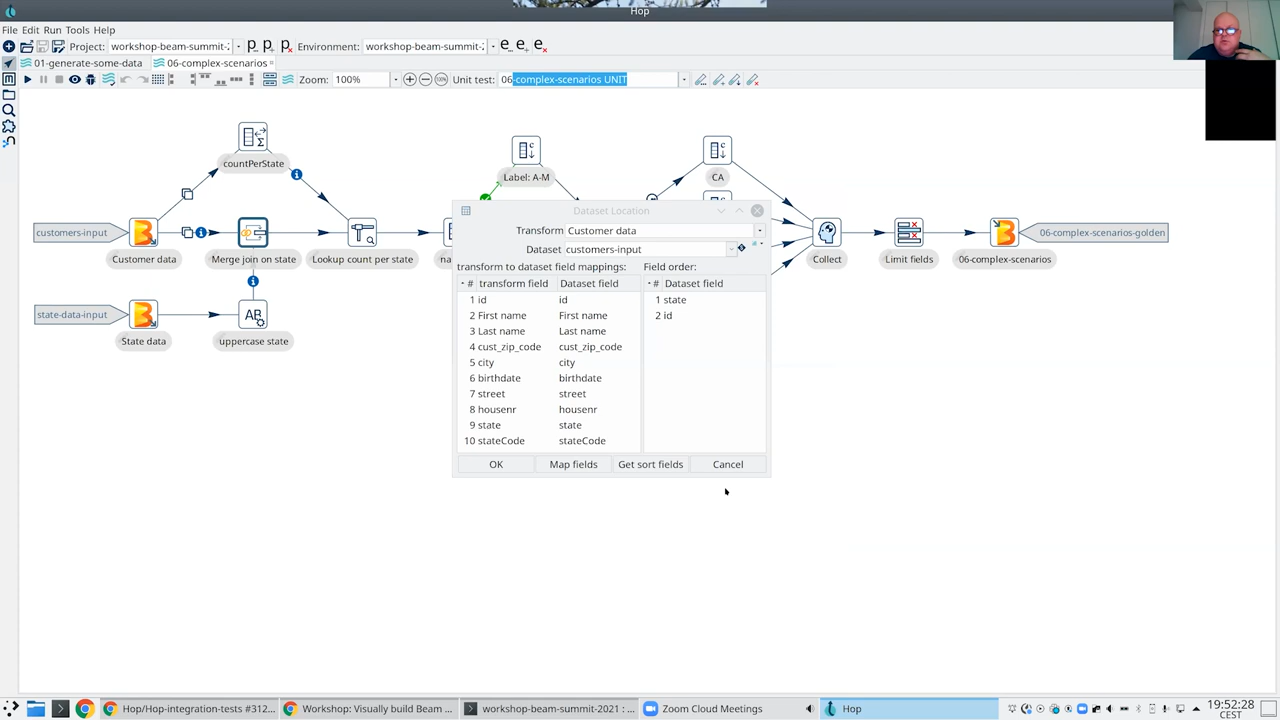 Hop
File Edit Run Tools Help
Project: workshop-beam-summit-2 Environment: workshop-beam-summit-2
01-generate-some-data 06-complex-scenarios
Zoom: 100% Unit test: 06-complex-scenarios UNIT
countPerState
Label: A-M
CA
customers-input
Customer data
Merge join on state
Lookup count per state
na
Collect
Limit fields
06-complex-scenarios
06-complex-scenarios-golden
state-data-input
State data
uppercase state
Dataset Location
Transform Customer data
Dataset customers-input
transform to dataset field mappings: Field order:
# transform field Dataset field # Dataset field
1 id id 1 state
2 First name First name 2 id
3 Last name Last name
4 cust_zip_code cust_zip_code
5 city city
6 birthdate birthdate
7 street street
8 housenr housenr
9 state state
10 stateCode stateCode
OK Map fields Get sort fields Cancel
Hop/Hop-integration-tests #312... Workshop: Visually build Beam ... workshop-beam-summit-2021 : ... Zoom Cloud Meetings Hop
19:52:28
CEST